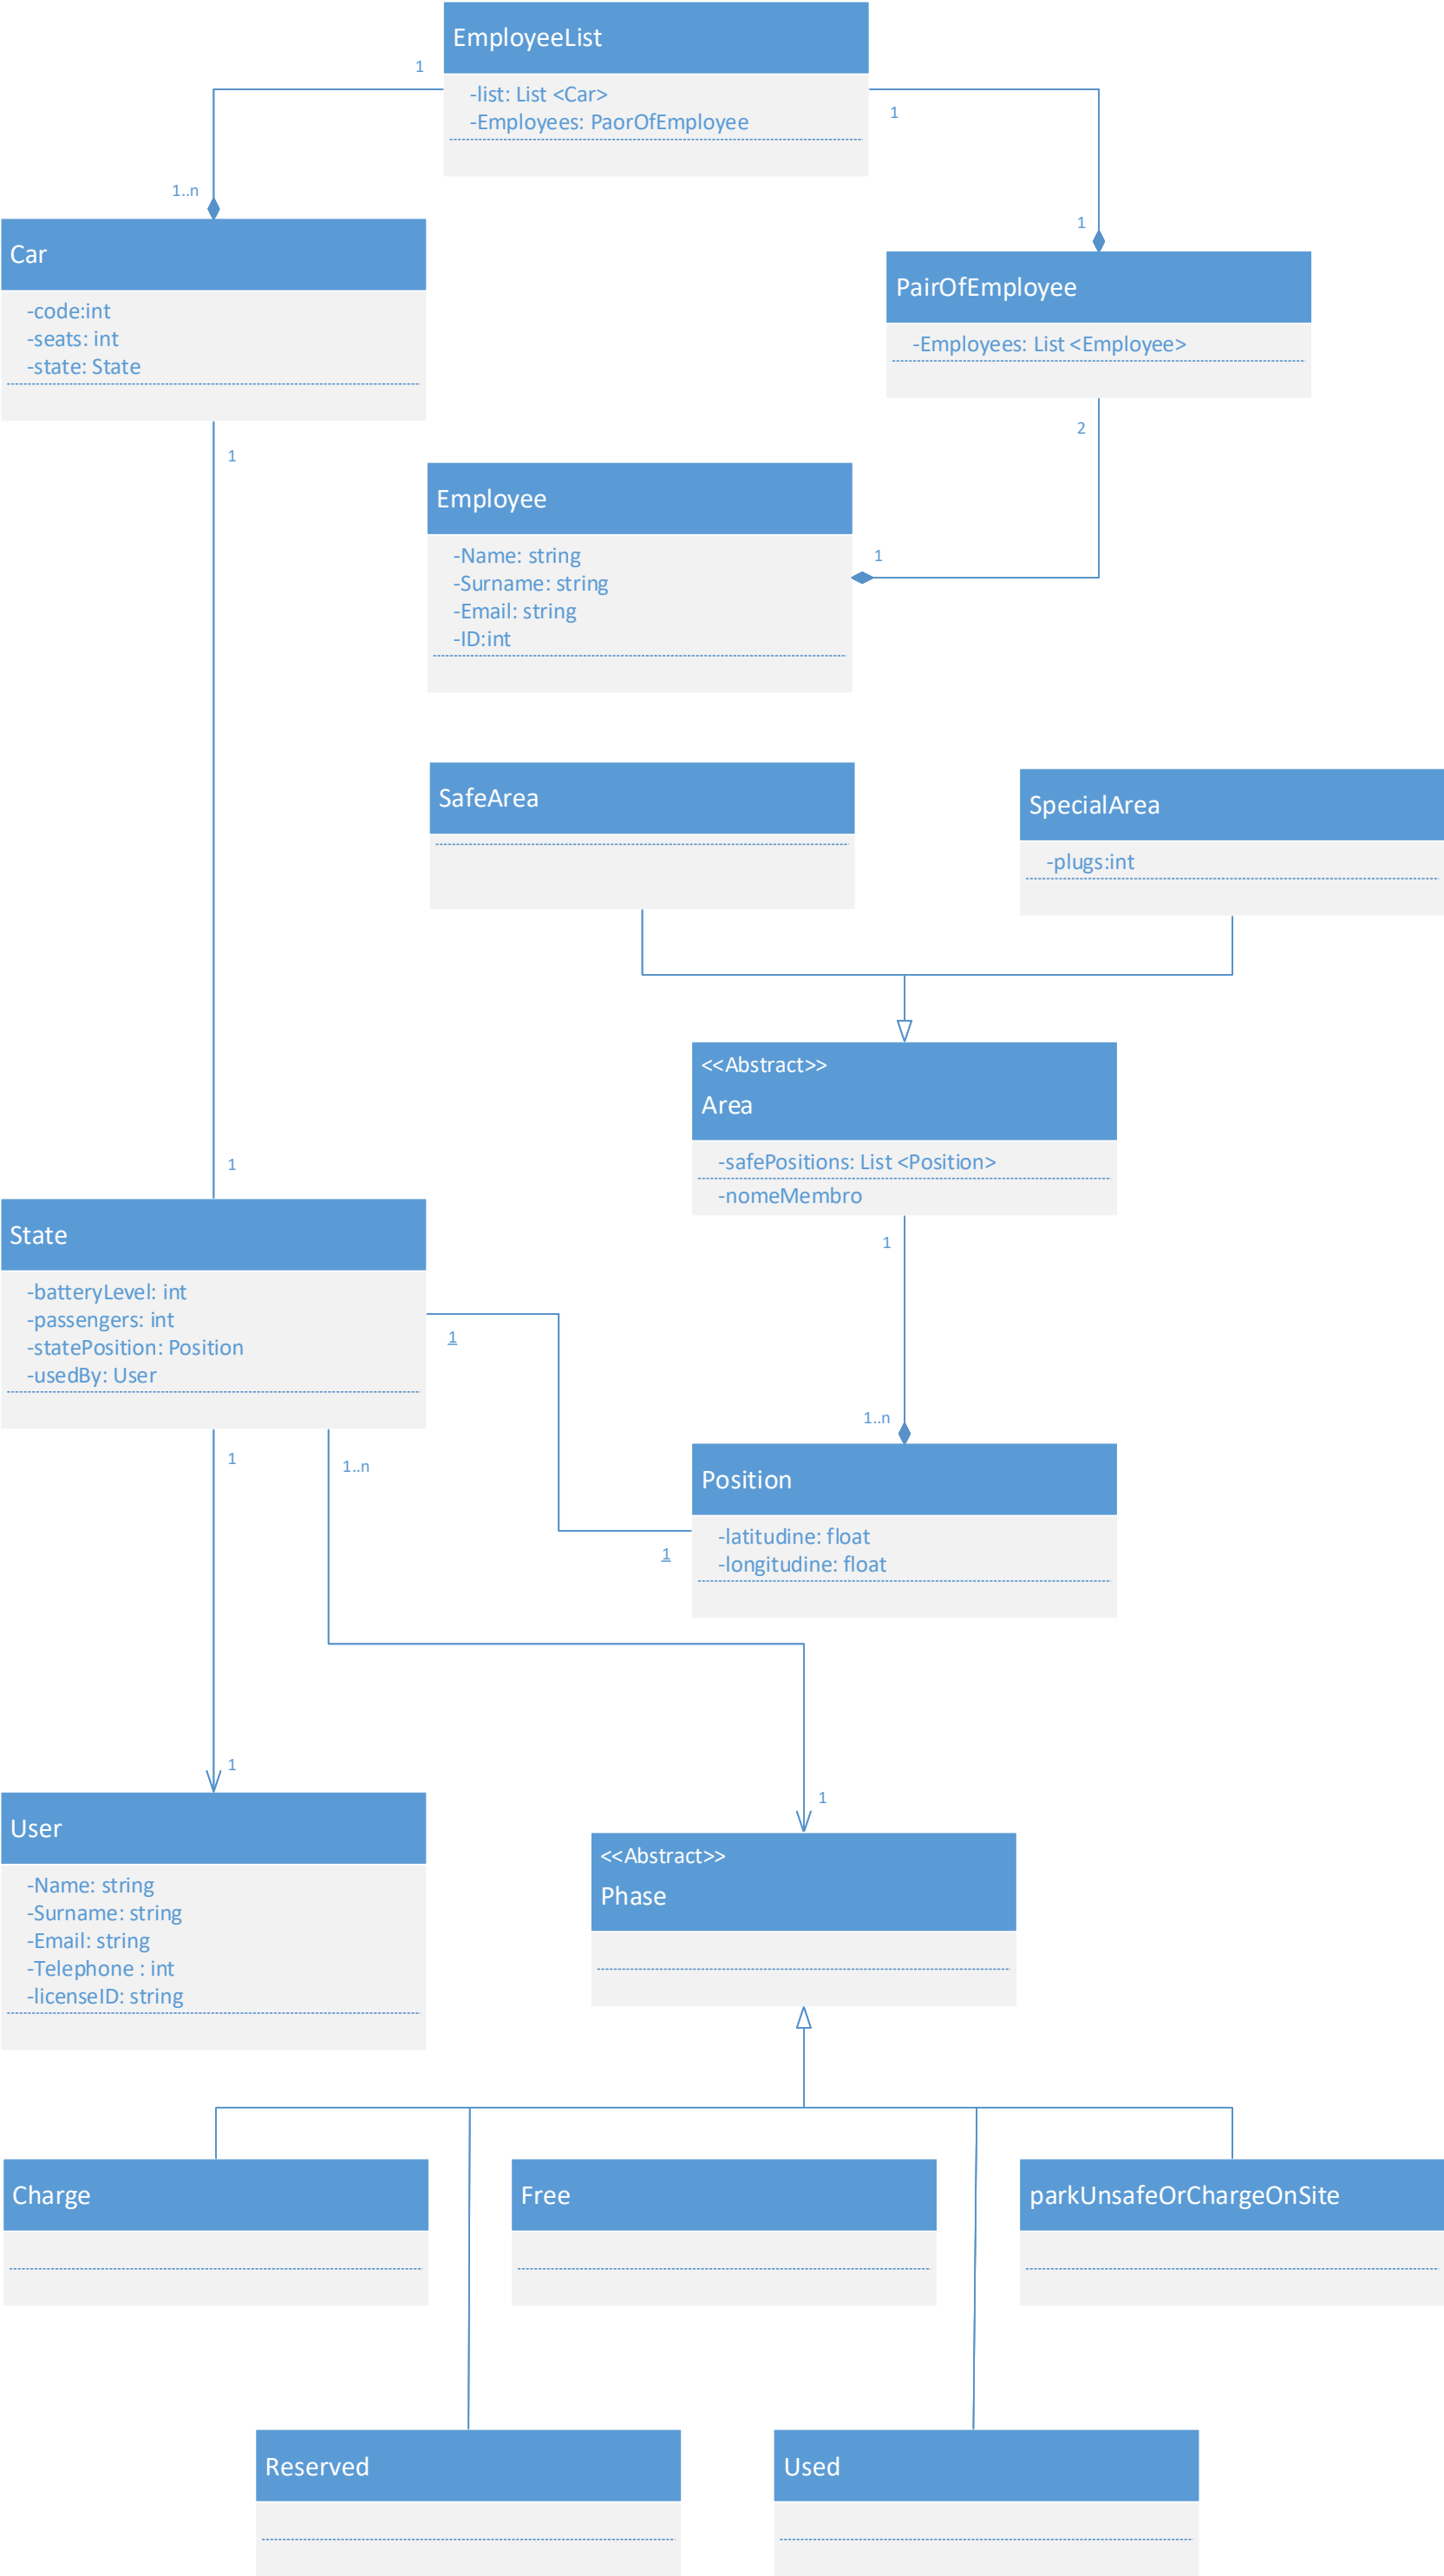 EmployeeList
-list: List <Car>
-Employees: PaorOfEmployee
1
1
1..n
1
Car
-code:int
-seats: int
-state: State
PairOfEmployee
-Employees: List <Employee>
1
2
Employee
-Name: string
-Surname: string
-Email: string
-ID:int
1
SafeArea
SpecialArea
-plugs:int
<<Abstract>>
Area
-safePositions: List <Position>
-nomeMembro
1
1
State
-batteryLevel: int
-passengers: int
-statePosition: Position
-usedBy: User
1
1..n
1
1..n
Position
-latitudine: float
-longitudine: float
1
1
1
User
-Name: string
-Surname: string
-Email: string
-Telephone : int
-licenseID: string
1
<<Abstract>>
Phase
Charge
Free
parkUnsafeOrChargeOnSite
Reserved
Used